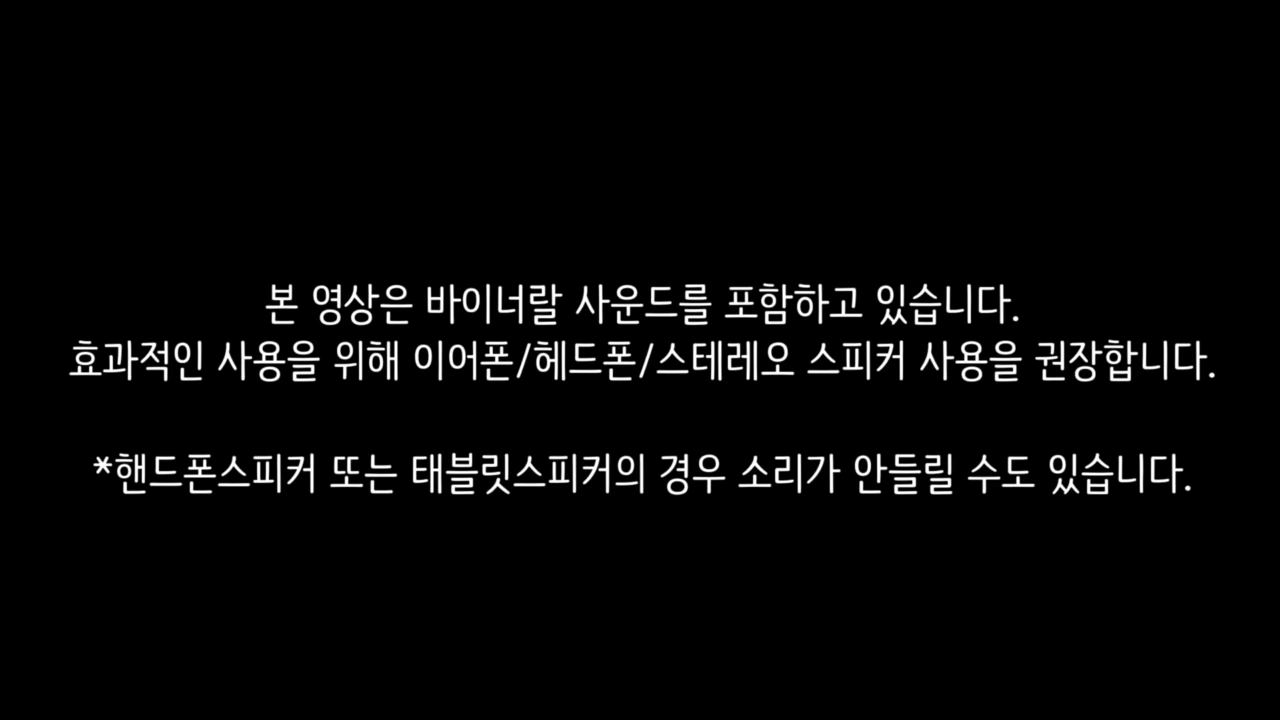 본 영상은 바이너랄 사운드를 포함하고 있습니다.
효과적인 사용을 위해 이어폰/헤드폰/스테레오 스피커 사용을 권장합니다.
*핸드폰스피커 또는 태블릿스피커의 경우 소리가 안들릴 수도 있습니다.